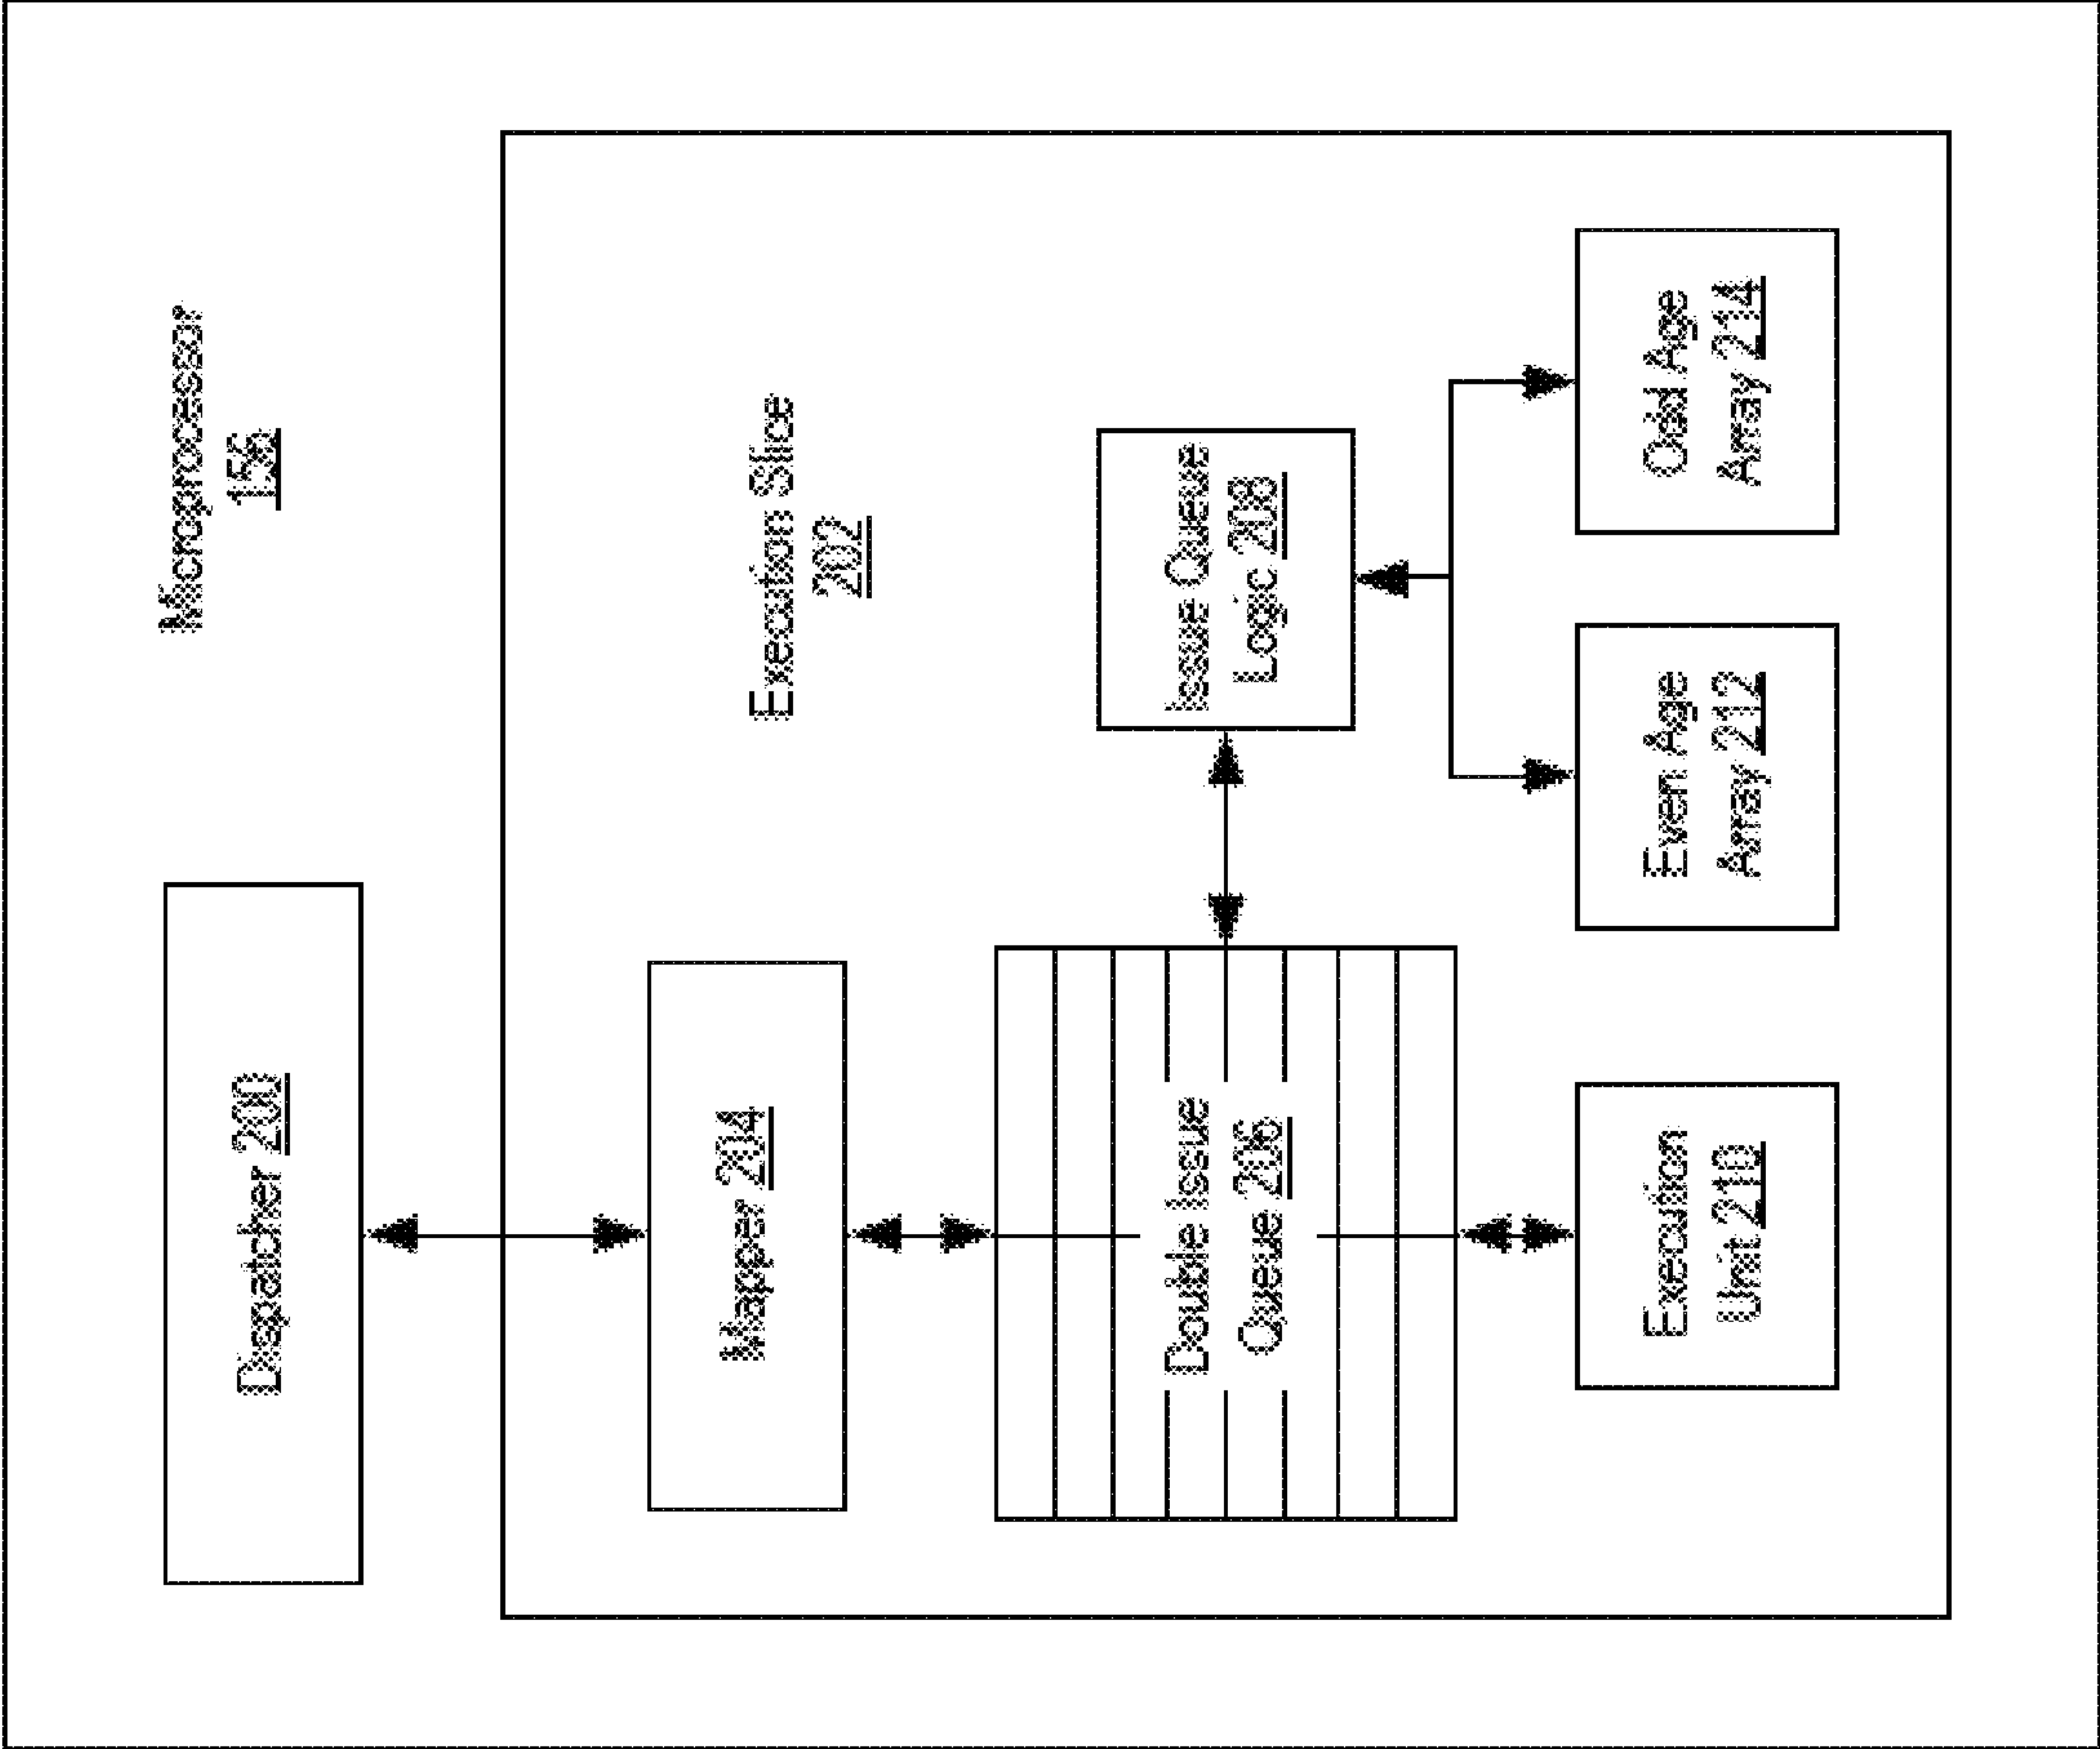 Microprocessor
156
Dispatcher 200
Execution Slice
202
Mapper 204
Double Issue
Queue 206
Issue Queue
Logic 208
Execution
Unit 210
Even Age
Array 212
Odd Age
Array 214